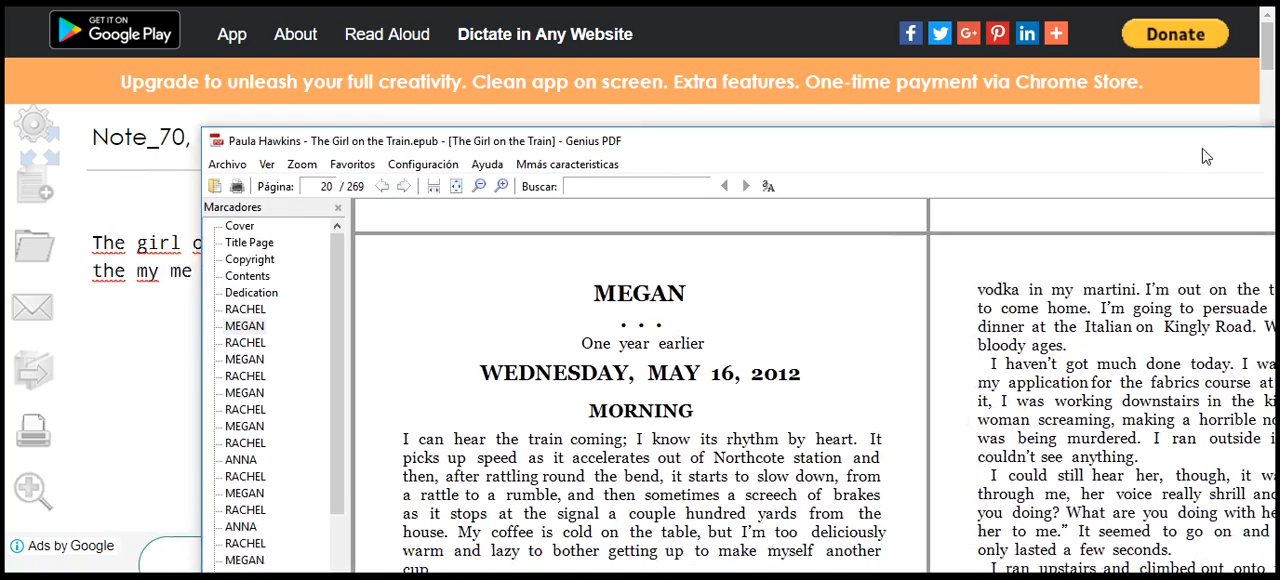 GET IT ON
Google Play
App
About
Read Aloud
Dictate in Any Website
Donate
Upgrade to unleash your full creativity. Clean app on screen. Extra features. One-time payment via Chrome Store.
Note_70,
The girl o
the my me
Ads by Google
Paula Hawkins - The Girl on the Train.epub - [The Girl on the Train] - Genius PDF
Archivo Ver Zoom Favoritos Configuración Ayuda Mmás caracteristicas
Página: 20 / 269 Buscar:
Marcadores
Cover
Title Page
Copyright
Contents
Dedication
RACHEL
MEGAN
RACHEL
MEGAN
RACHEL
MEGAN
RACHEL
MEGAN
RACHEL
ANNA
RACHEL
MEGAN
RACHEL
ANNA
RACHEL
MEGAN
MEGAN
. . .
One year earlier
WEDNESDAY, MAY 16, 2012
MORNING
I can hear the train coming; I know its rhythm by heart. It
picks up speed as it accelerates out of Northcote station and
then, after rattling round the bend, it starts to slow down, from
a rattle to a rumble, and then sometimes a screech of brakes
as it stops at the signal a couple hundred yards from the
house. My coffee is cold on the table, but I'm too deliciously
warm and lazy to bother getting up to make myself another
cup.
vodka in my martini. I'm out on the t
to come home. I'm going to persuade
dinner at the Italian on Kingly Road. W
bloody ages.
I haven't got much done today. I wa
my application for the fabrics course at
it, I was working downstairs in the ki
woman screaming, making a horrible no
was being murdered. I ran outside i
couldn't see anything.
I could still hear her, though, it wa
through me, her voice really shrill and
you doing? What are you doing with he
her to me." It seemed to go on and
only lasted a few seconds.
I ran upstairs and climbed out onto